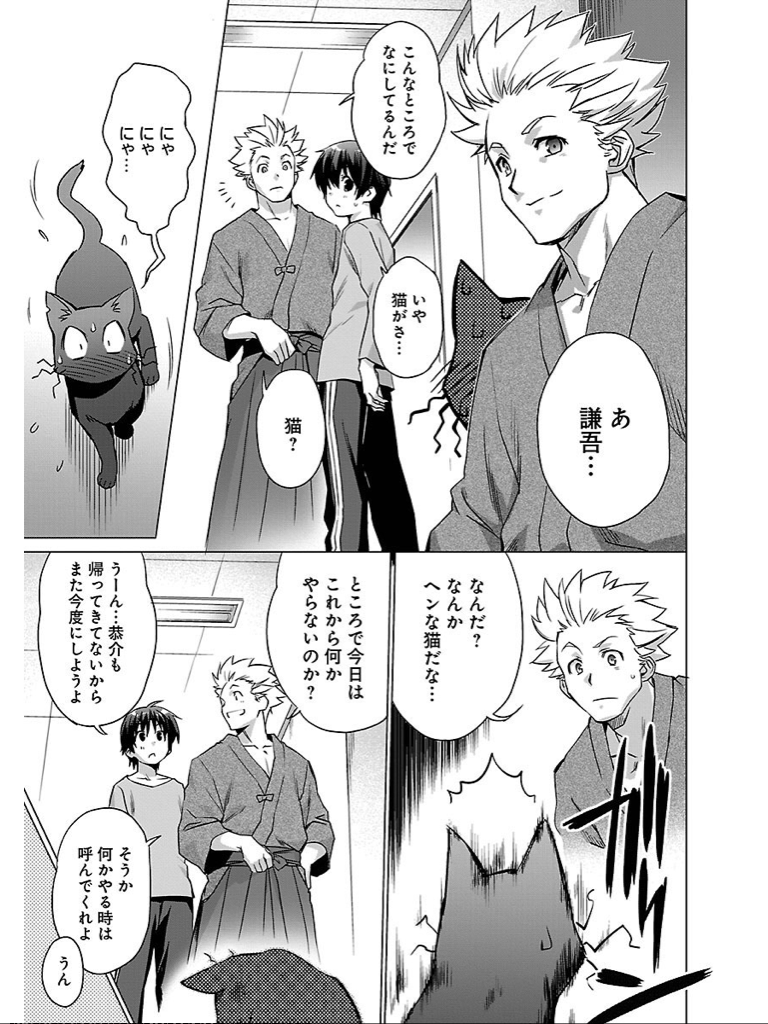 あ
謙吾…
こんなところで
なにしてるんだ
いや
猫がさ…
猫？
にゃ
にゃ
にゃ…
なんだ？
なんか
ヘンな猫だな…
ガガーン
ところで今日は
これから何か
やらないのか？
うーん…恭介も
帰ってきてないから
また今度にしようよ
そうか
何かやる時は
呼んでくれよ
うん